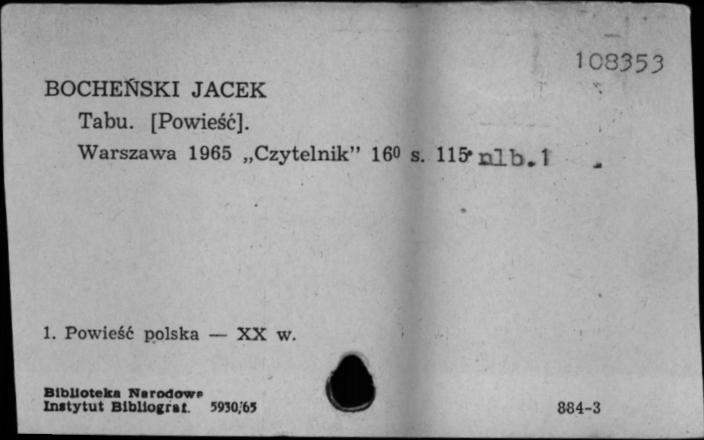 108353
BOCHEŃSKI JACEK
Tabu. [Powieść].
Warszawa 1965 „Czytelnik” 16⁰ s. 115 nlb.1
1. Powieść polska — XX w.
Biblioteka Narodowa
Instytut Bibliograf. 5930/65
884-3